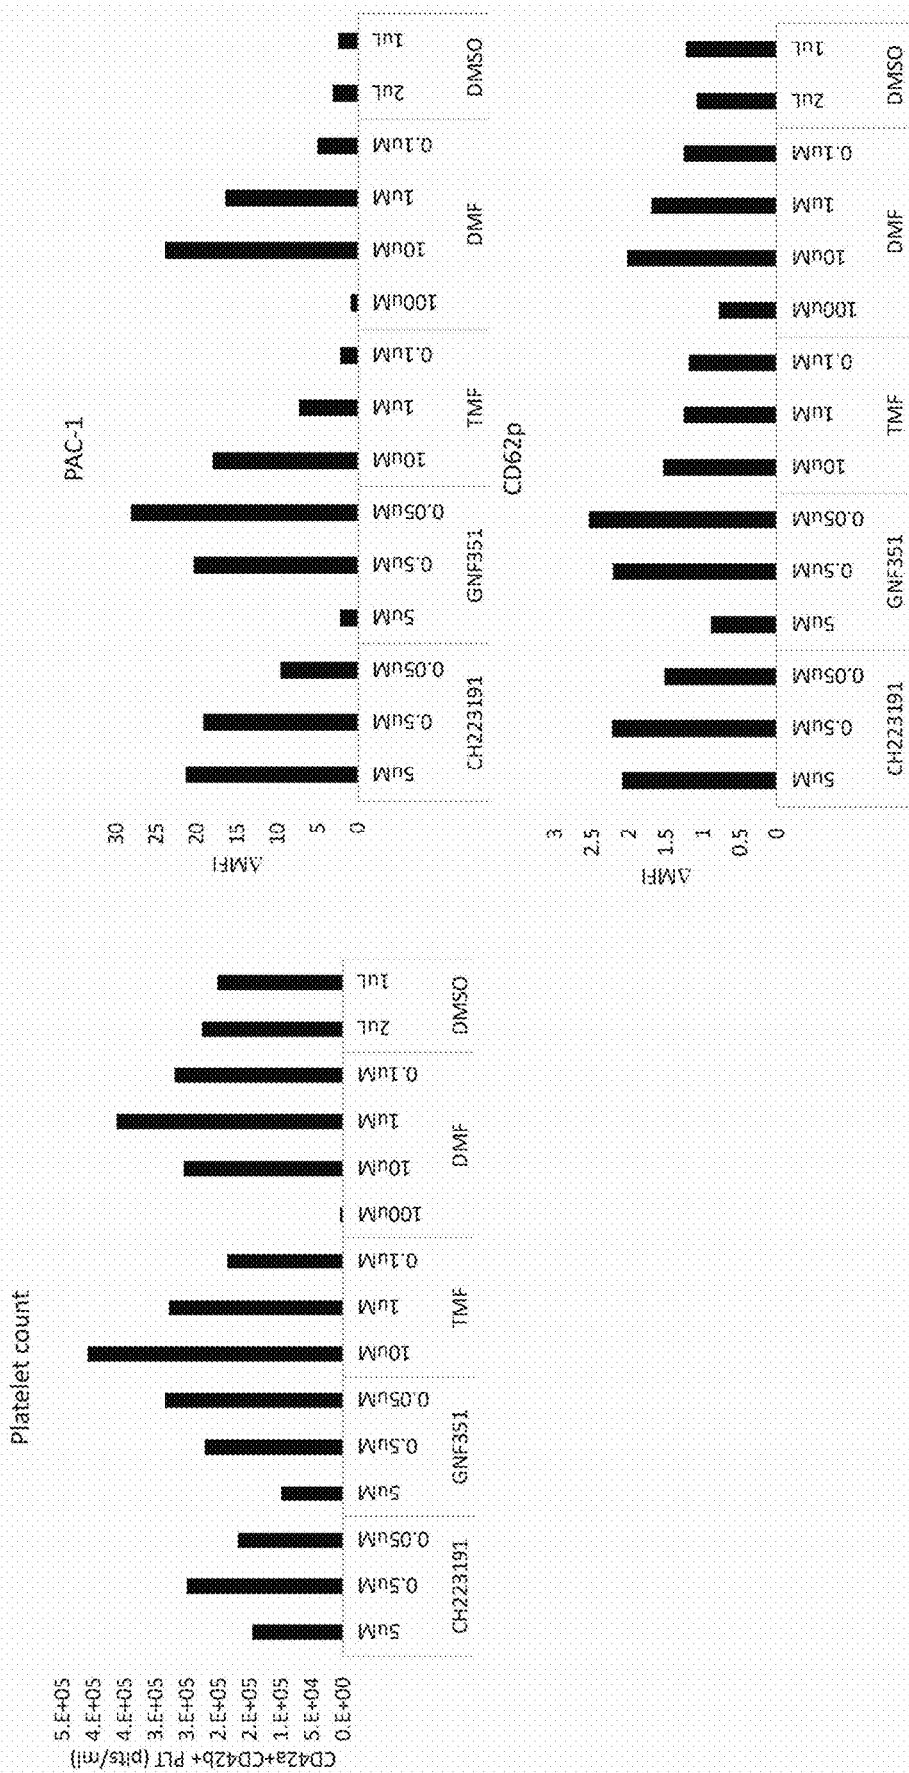 Platelet count
CD42a+CD42b+ PLT (plts/ml)
5.E+05
4.E+05
4.E+05
3.E+05
3.E+05
2.E+05
2.E+05
1.E+05
5.E+04
0.E+00
5uM 0.5uM 0.05uM 5uM 0.5uM 0.05uM 10uM 1uM 0.1uM 100uM 10uM 1uM 0.1uM 2uL 1uL
CH223191 GNF351 TMF DMF DMSO
PAC-1
ΔMFI
30
25
20
15
10
5
0
5uM 0.5uM 0.05uM 5uM 0.5uM 0.05uM 10uM 1uM 0.1uM 100uM 10uM 1uM 0.1uM 2uL 1uL
CH223191 GNF351 TMF DMF DMSO
CD62p
ΔMFI
3
2.5
2
1.5
1
0.5
0
5uM 0.5uM 0.05uM 5uM 0.5uM 0.05uM 10uM 1uM 0.1uM 100uM 10uM 1uM 0.1uM 2uL 1uL
CH223191 GNF351 TMF DMF DMSO